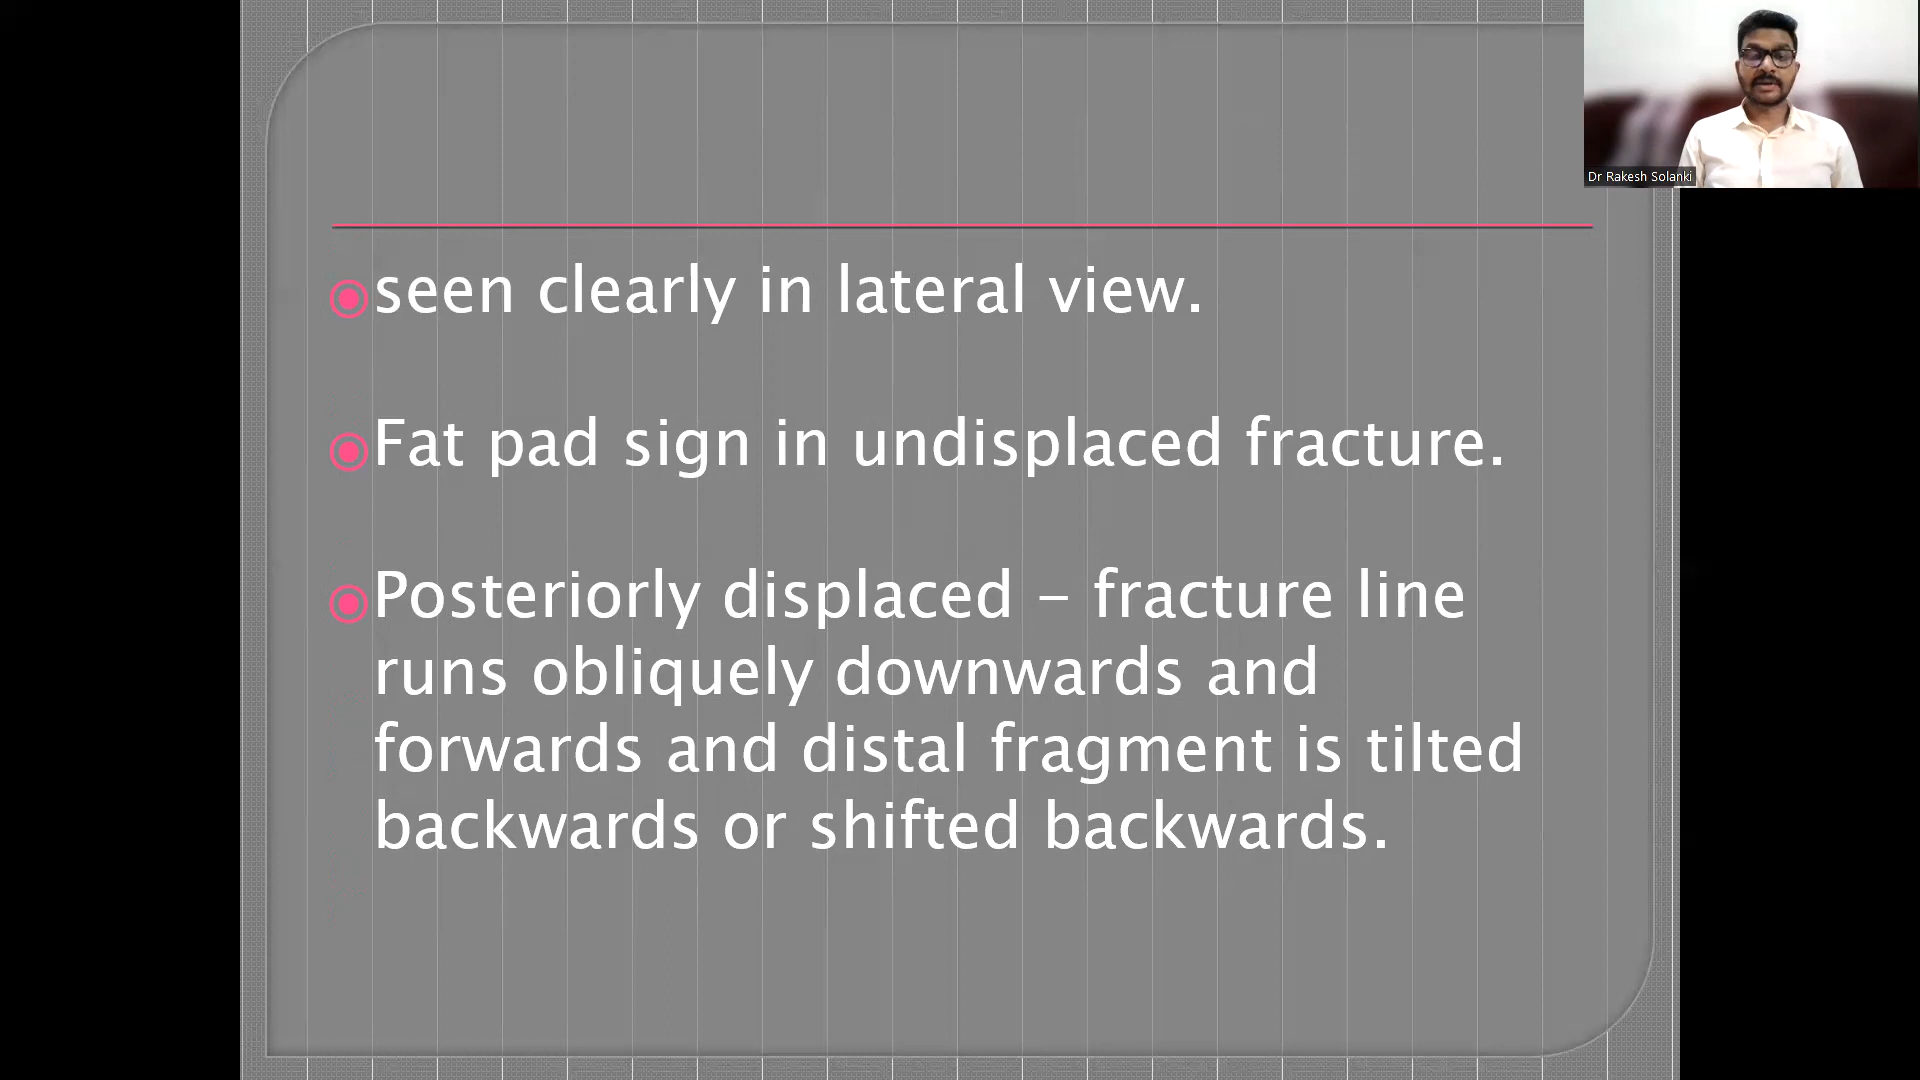 Dr Rakesh Solanki
seen clearly in lateral view.
Fat pad sign in undisplaced fracture.
Posteriorly displaced - fracture line
runs obliquely downwards and
forwards and distal fragment is tilted
backwards or shifted backwards.